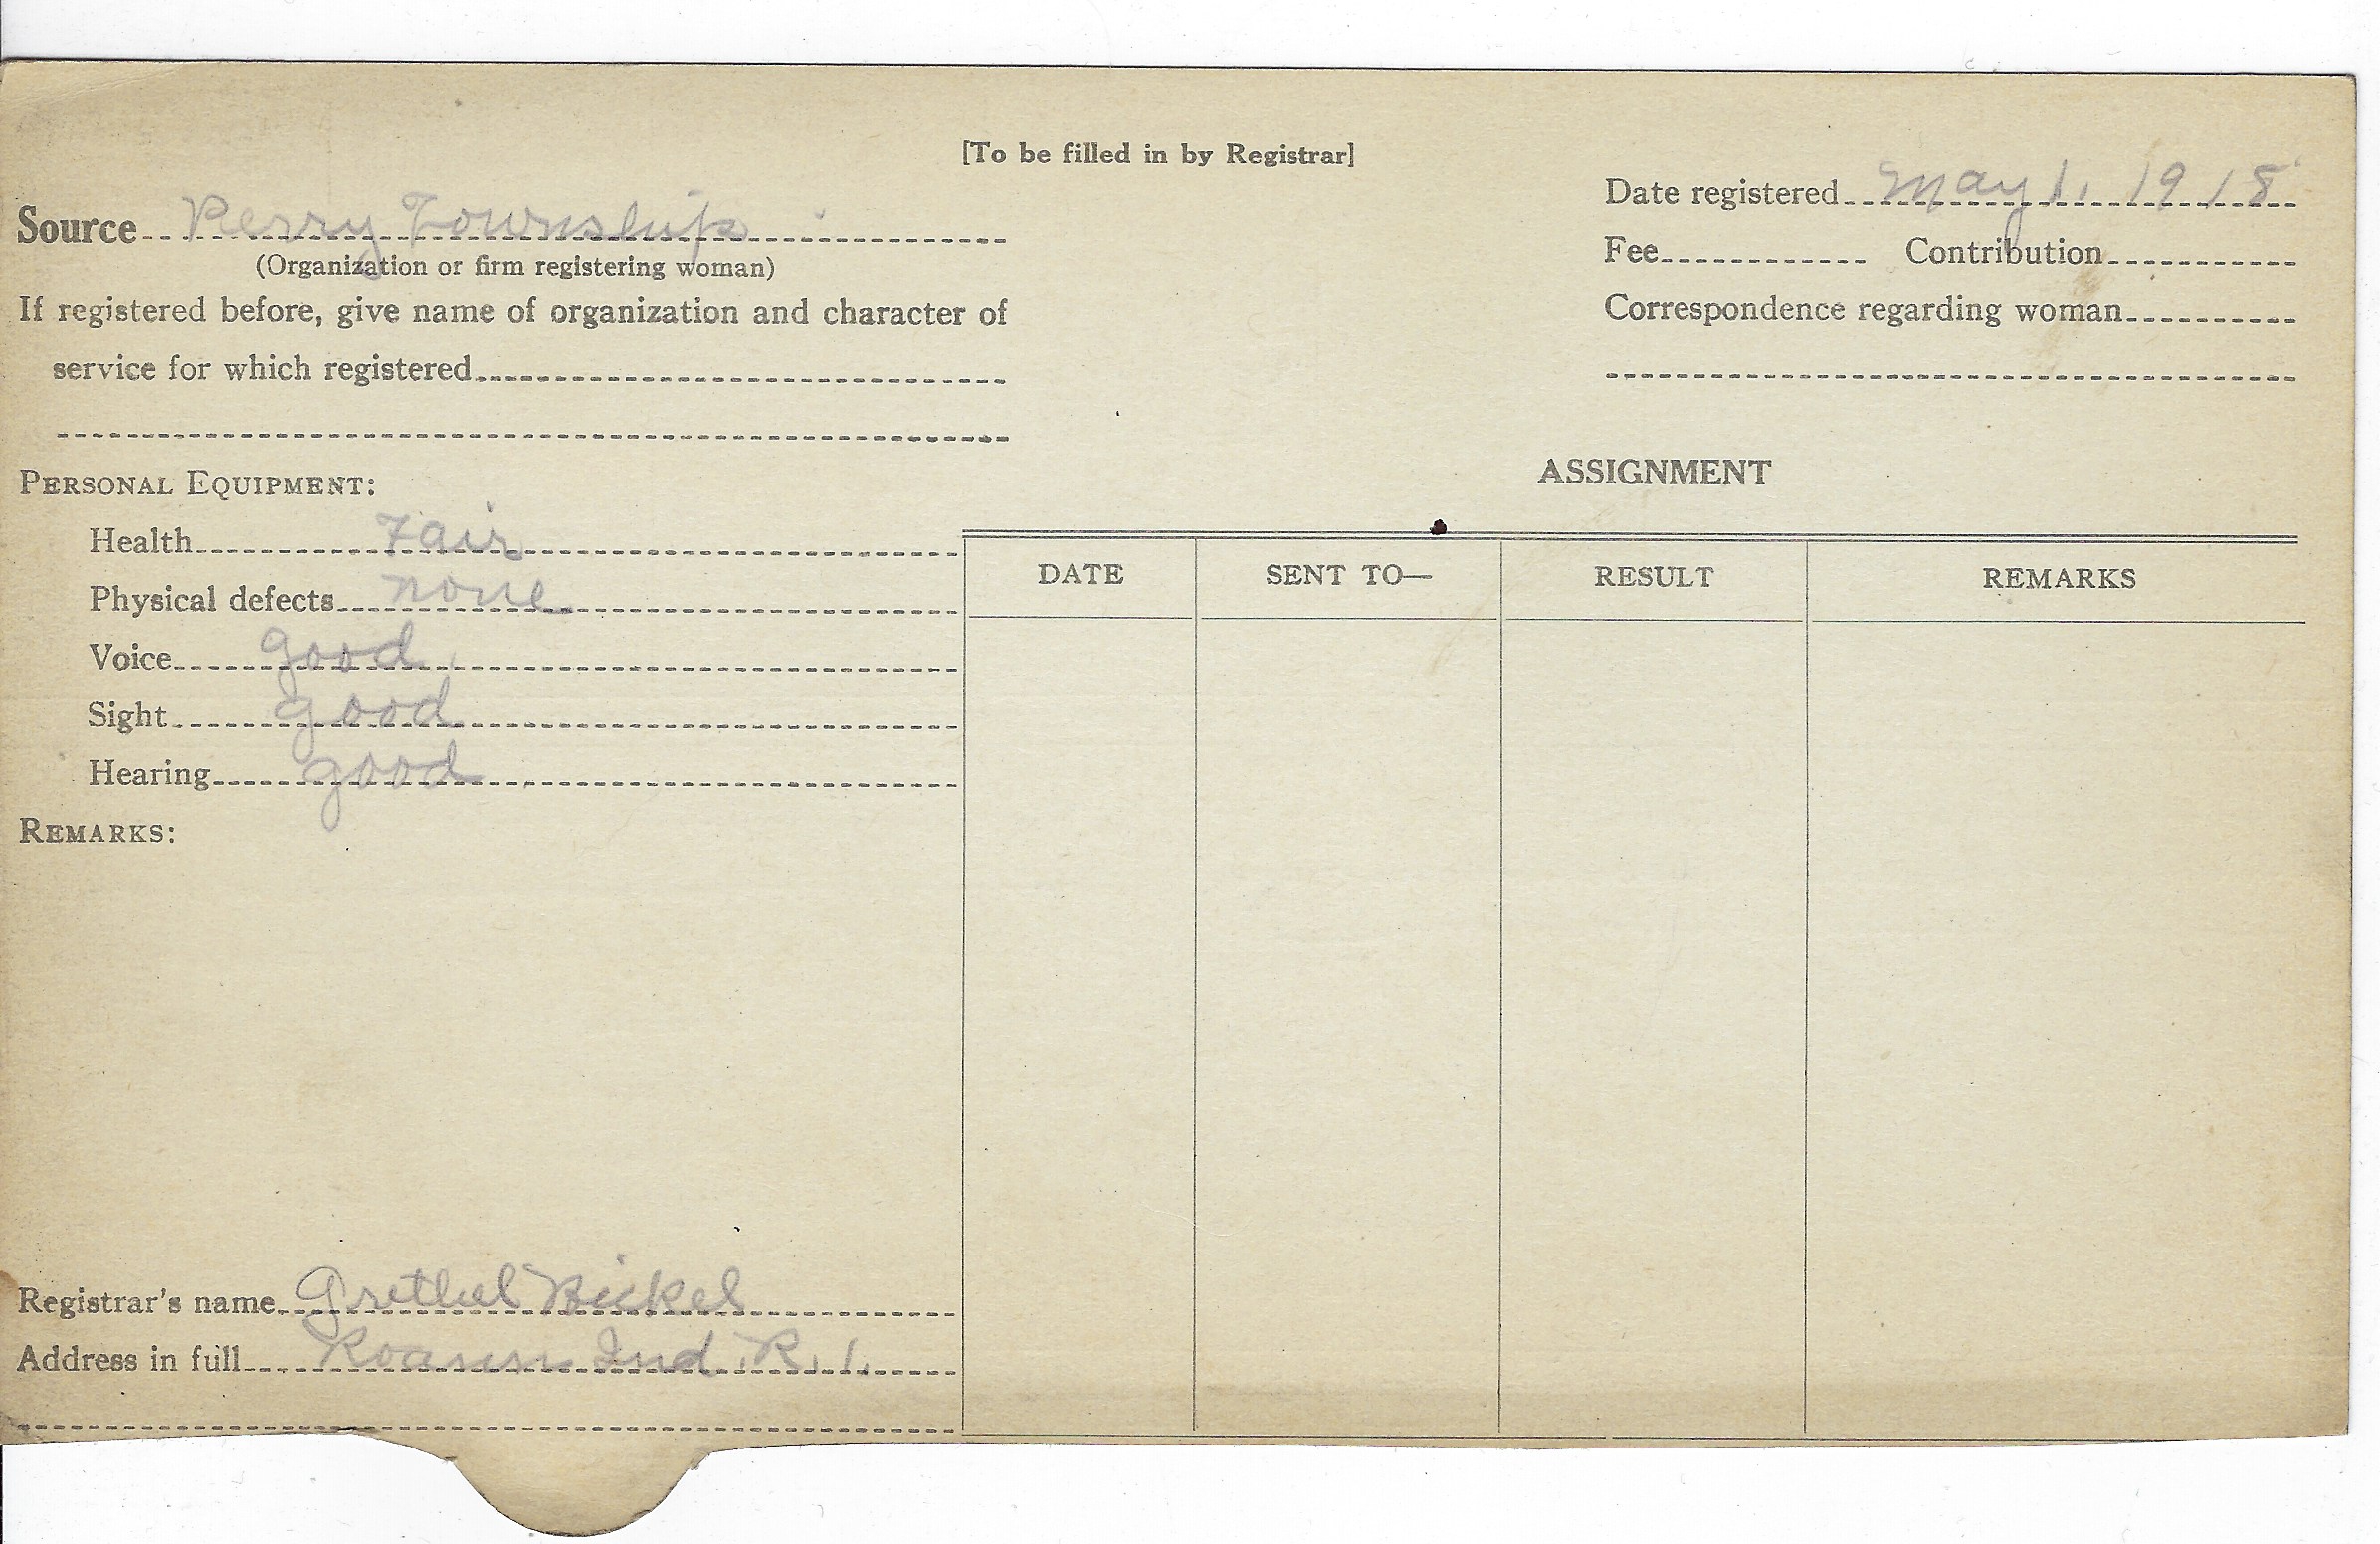 [To be filled in by Registrar]
Source Perry Township
(Organization or firm registering woman)
If registered before, give name of organization and character of
service for which registered
Date registered May 1, 1918
Fee Contribution
Correspondence regarding woman
PERSONAL EQUIPMENT:
Health Fair
Physical defects none
Voice good
Sight good
Hearing good
REMARKS:
ASSIGNMENT
DATE SENT TO— RESULT REMARKS
Registrar's name Grethel
Address in full Roann Ind. R. 1.